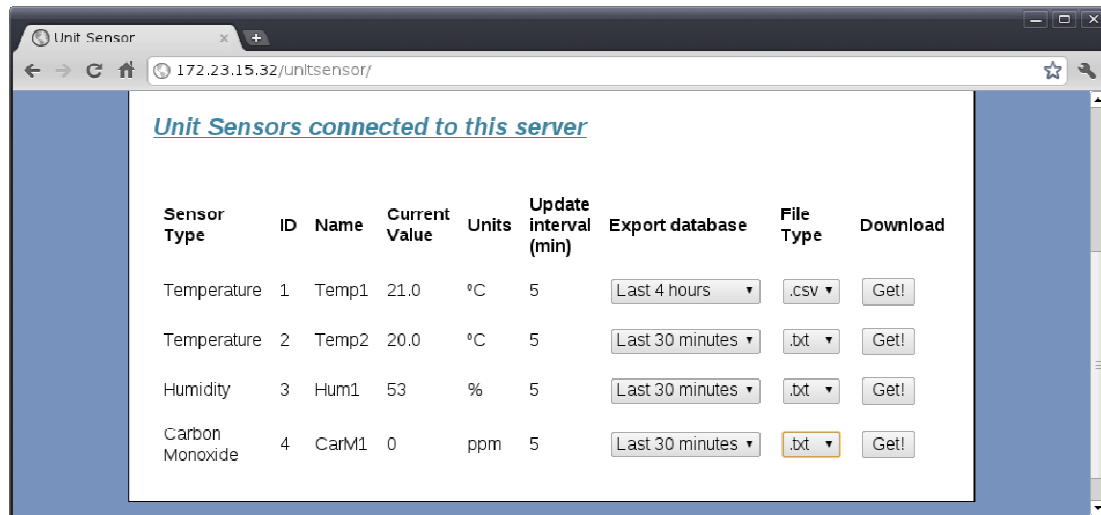 Unit Sensor
172.23.15.32/unitsensor/
Unit Sensors connected to this server
Sensor Type ID Name Current Value Units Update interval (min) Export database File Type Download
Temperature 1 Temp1 21.0 ºC 5 Last 4 hours .csv Get!
Temperature 2 Temp2 20.0 ºC 5 Last 30 minutes .txt Get!
Humidity 3 Hum1 53 % 5 Last 30 minutes .txt Get!
Carbon Monoxide 4 CarM1 0 ppm 5 Last 30 minutes .txt Get!